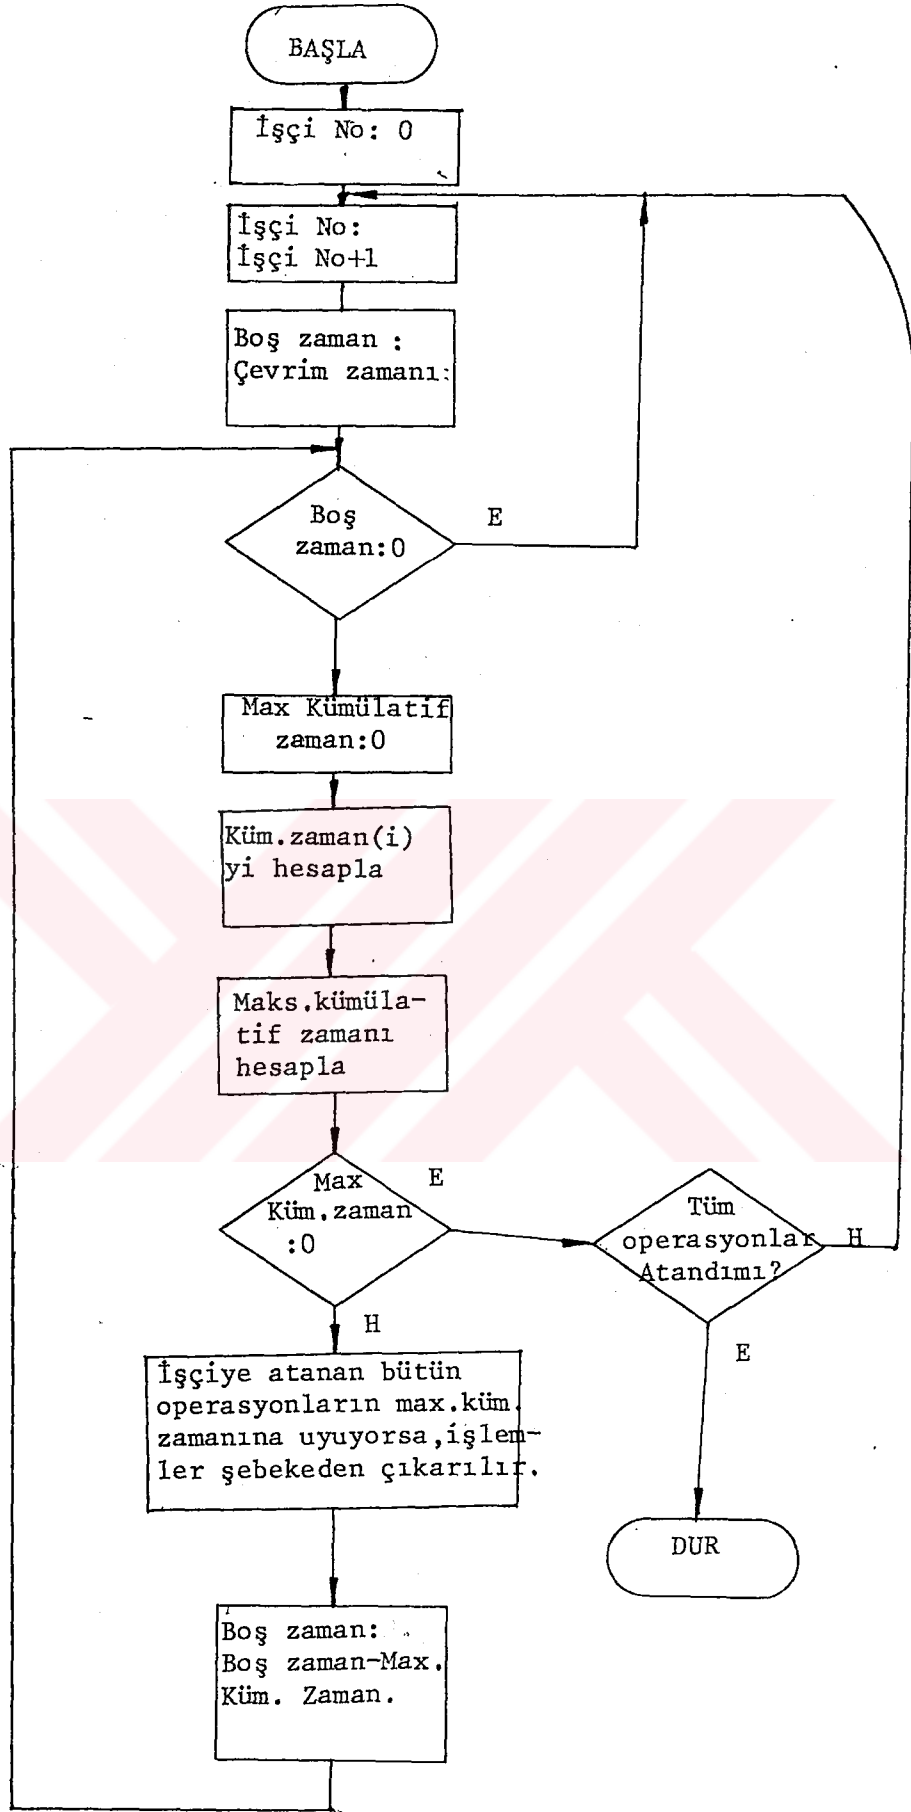 BAŞLA
İşçi No: 0
İşçi No:
İşçi No+1
Boş zaman :
Çevrim zamanı:
Boş
zaman:0
E
Max Kümülatif
zaman:0
Küm.zaman(i)
yi hesapla
Maks.kümüla-
tif zamanı
hesapla
Max
Küm.zaman
:0
E
Tüm
operasyonlar
Atandımı?
H
H
E
İşçiye atanan bütün
operasyonların max.küm.
zamanına uyuyorsa,işlem-
ler şebekeden çıkarılır.
DUR
Boş zaman:
Boş zaman-Max.
Küm. Zaman.